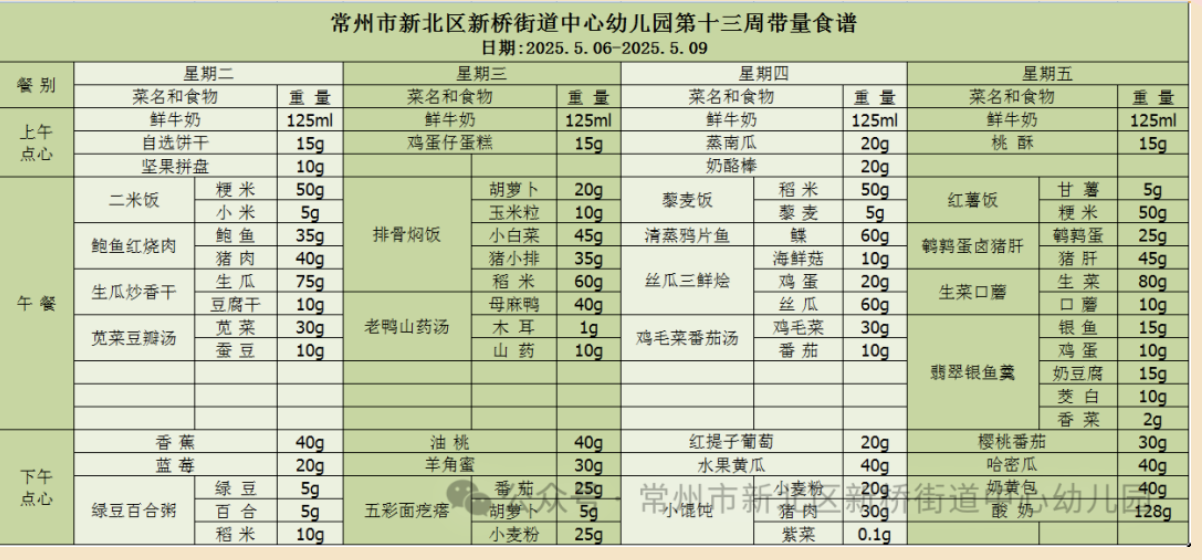 常州市新北区新桥街道中心幼儿园第十三周带量食谱
日期:2025.5.06-2025.5.09
餐 别 星期二 星期三 星期四 星期五
菜名和食物 重 量 菜名和食物 重 量 菜名和食物 重 量 菜名和食物 重 量
上午点心 鲜牛奶 125ml 鲜牛奶 125ml 鲜牛奶 125ml 鲜牛奶 125ml
自选饼干 15g 鸡蛋仔蛋糕 15g 蒸南瓜 20g 桃 酥 15g
坚果拼盘 10g 奶酪棒 20g
午 餐 二米饭 粳 米 50g 排骨焖饭 胡萝卜 20g 藜麦饭 稻 米 50g 红薯饭 甘 薯 5g
小 米 5g 玉米粒 10g 藜 麦 5g 粳 米 50g
鲍鱼红烧肉 鲍 鱼 35g 小白菜 45g 清蒸鸦片鱼 鲽 60g 鹌鹑蛋卤猪肝 鹌鹑蛋 25g
猪 肉 40g 猪小排 35g 丝瓜三鲜烩 海鲜菇 10g 猪 肝 45g
生瓜炒香干 生 瓜 75g 稻 米 60g 鸡 蛋 20g 生菜口蘑 生 菜 80g
豆腐干 10g 老鸭山药汤 母麻鸭 40g 丝 瓜 60g 口 蘑 10g
苋菜豆瓣汤 苋 菜 30g 木 耳 1g 鸡毛菜番茄汤 鸡毛菜 30g 翡翠银鱼羹 银 鱼 15g
蚕 豆 10g 山 药 10g 番 茄 10g 鸡 蛋 10g
奶豆腐 15g
茭 白 10g
香 菜 2g
下午点心 香 蕉 40g 油 桃 40g 红提子葡萄 20g 樱桃番茄 30g
蓝 莓 20g 羊角蜜 30g 水果黄瓜 40g 哈密瓜 40g
绿豆百合粥 绿 豆 5g 五彩面疙瘩 番 茄 25g 小馄饨 小麦粉 20g 奶黄包 40g
百 合 5g 胡萝卜 5g 猪 肉 30g 酸 奶 128g
稻 米 10g 小麦粉 25g 紫菜 0.1g
公众号 · 常州市新北区新桥街道中心幼儿园